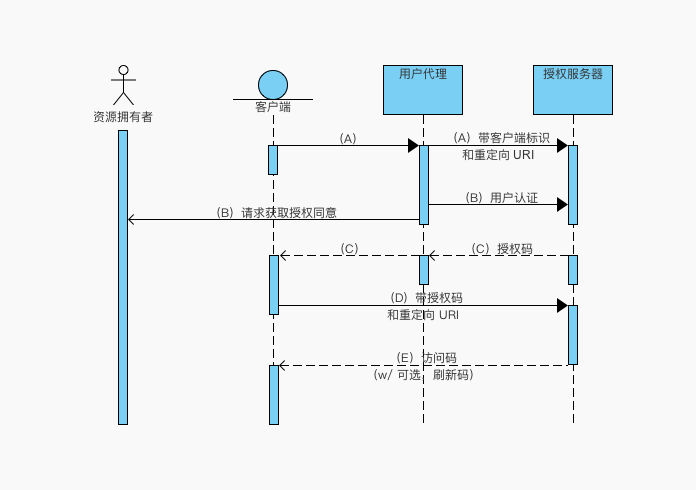 用户代理
授权服务器
客户端
资源拥有者
(A)
(A) 带客户端标识
和重定向 URI
(B) 用户认证
(B) 请求获取授权同意
(C)
(C) 授权码
(D) 带授权码
和重定向 URI
(E) 访问码
(w/ 可选 刷新码)